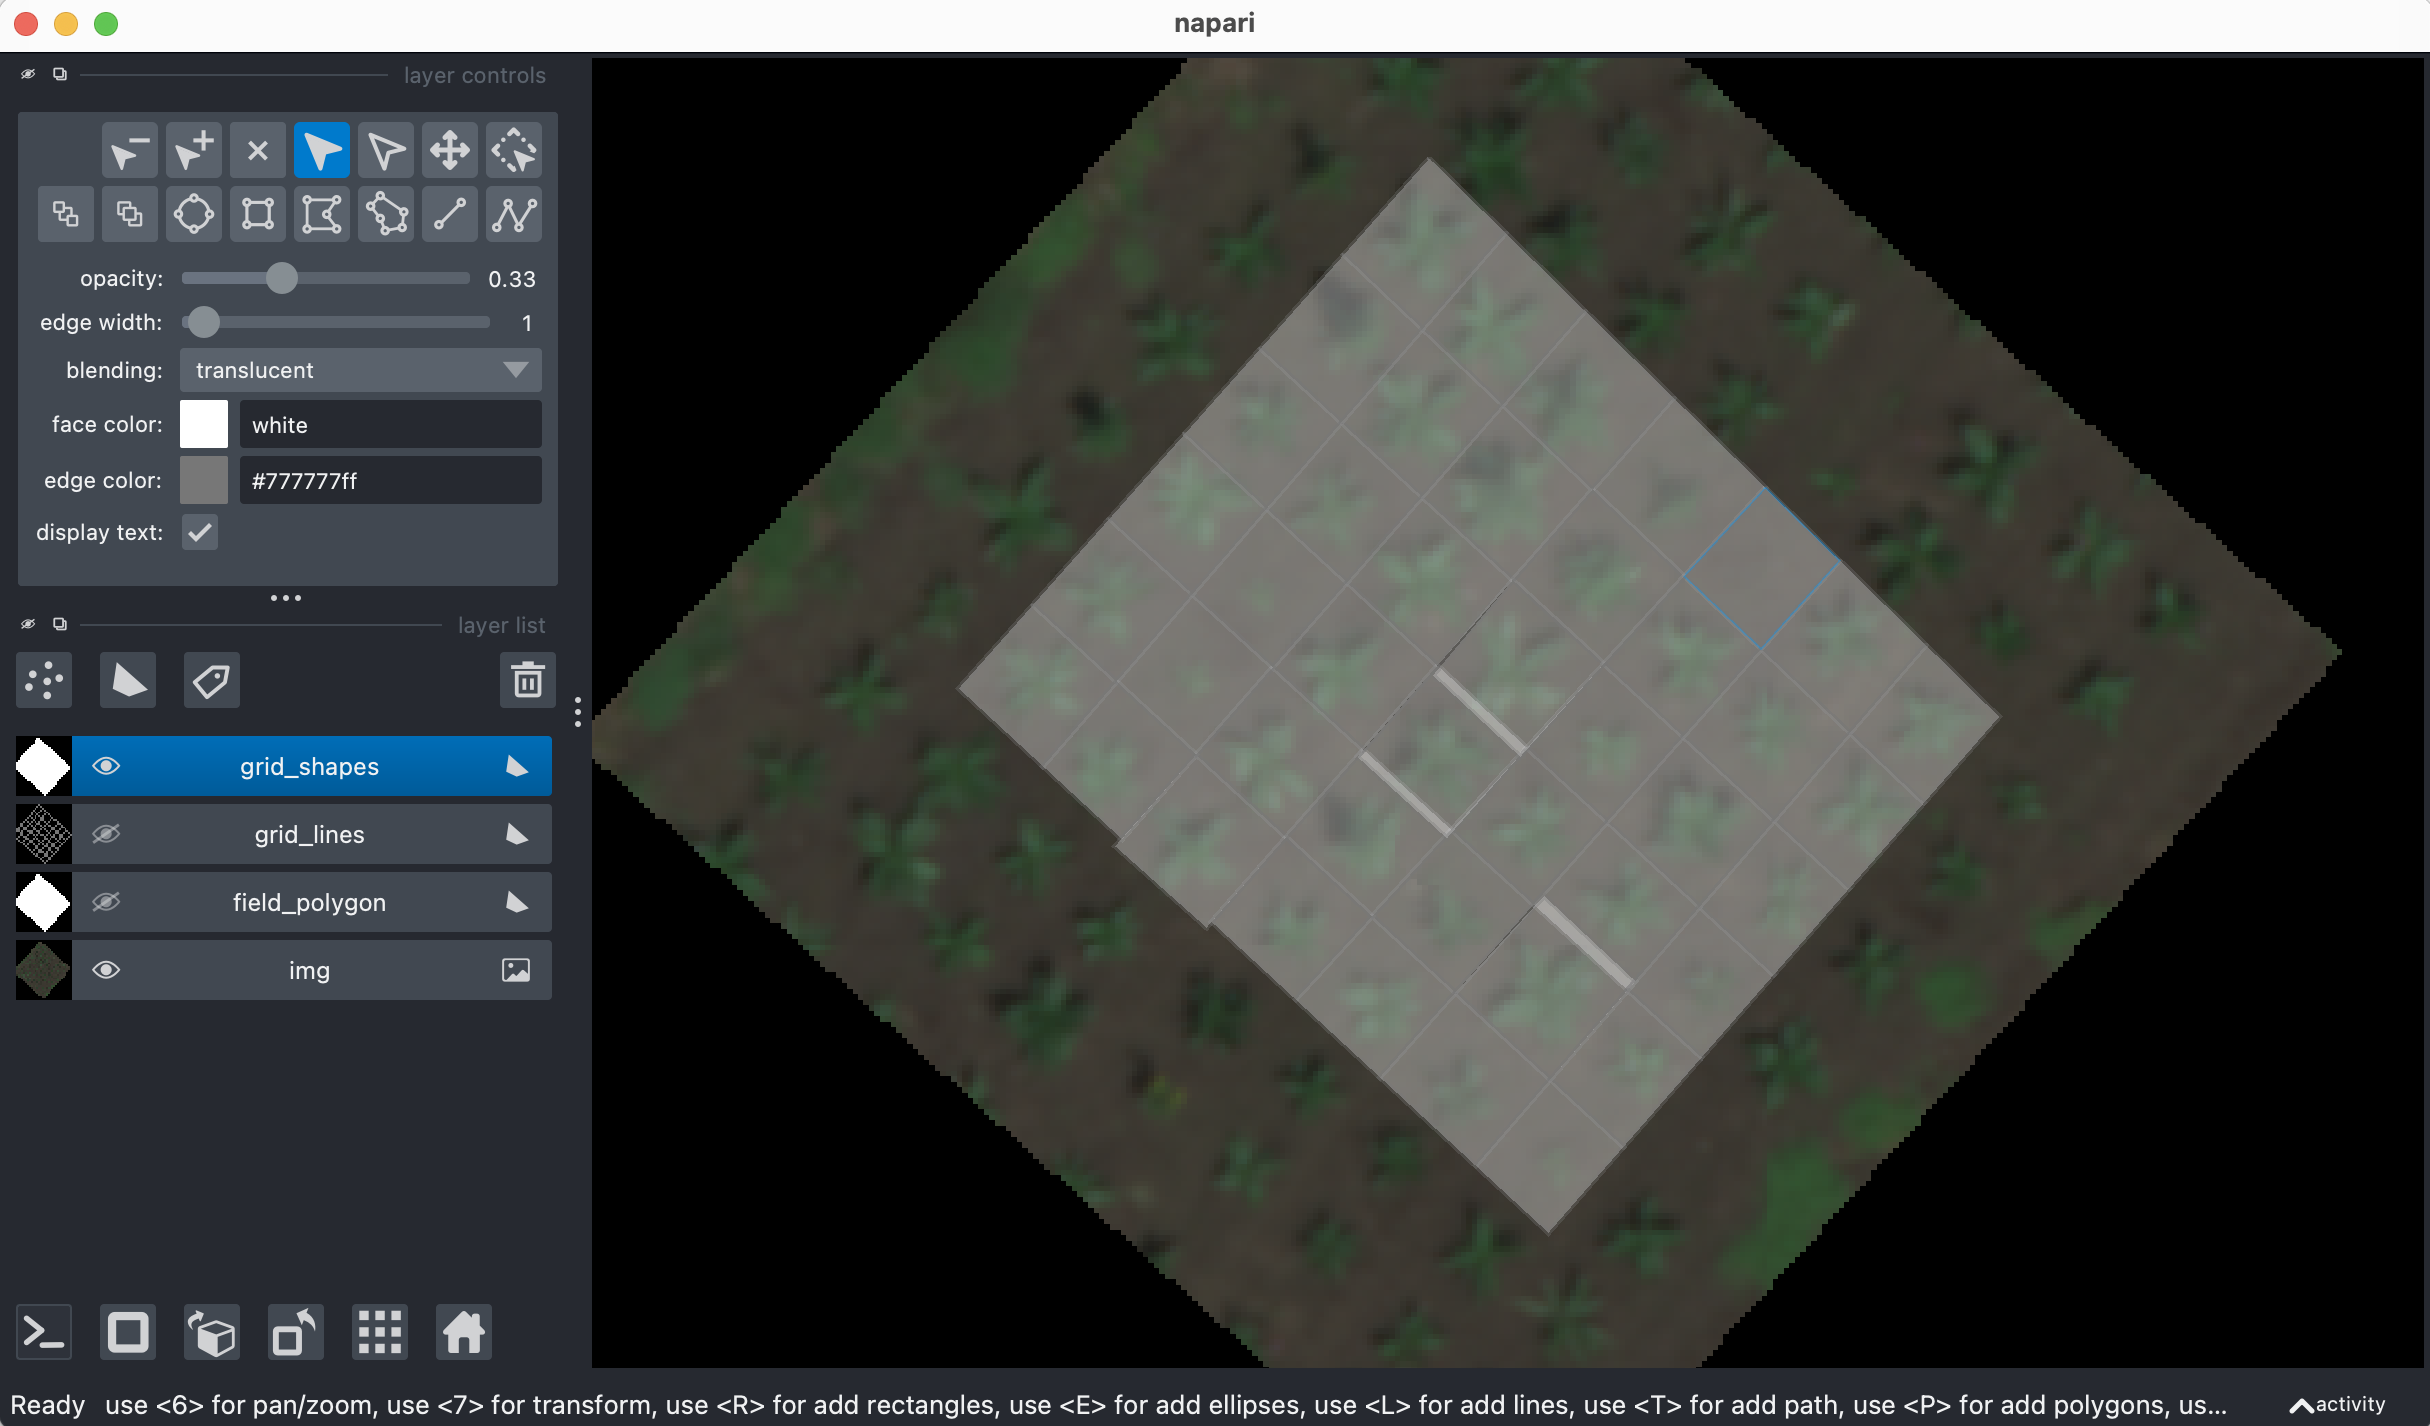 napari
layer controls
opacity: 0.33
edge width: 1
blending: translucent
face color: white
edge color: #777777ff
display text:
layer list
grid_shapes
grid_lines
field_polygon
img
Ready use <6> for pan/zoom, use <7> for transform, use <R> for add rectangles, use <E> for add ellipses, use <L> for add lines, use <T> for add path, use <P> for add polygons, us... activity